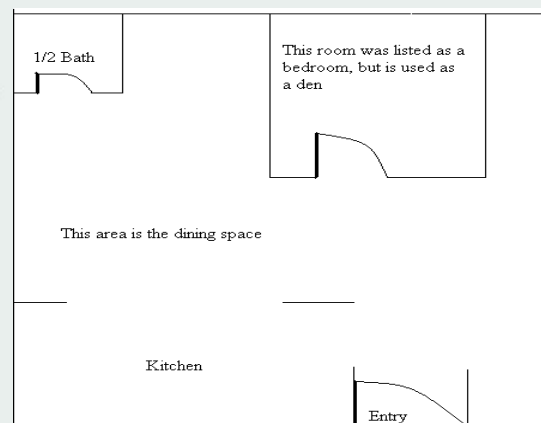 1/2 Bath
This room was listed as a
bedroom, but is used as
a den
This area is the dining space
Kitchen
Entry